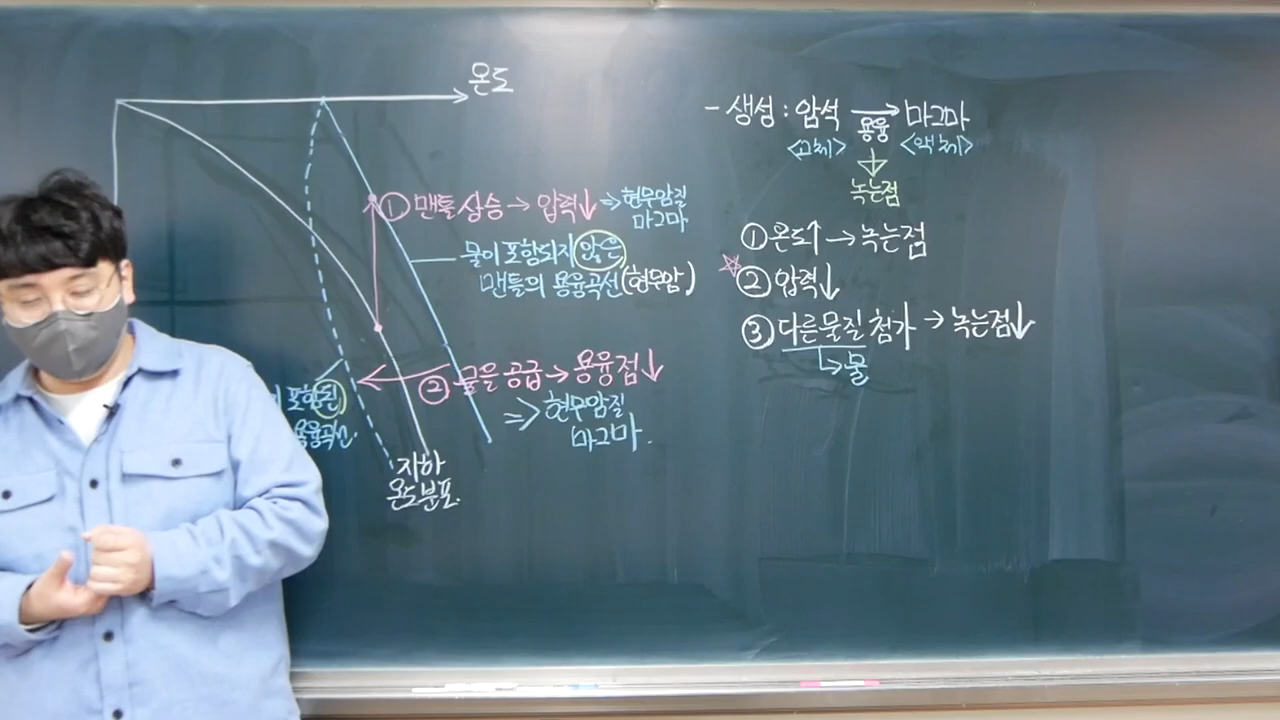 온도
① 맨틀 상승 → 압력↓ ⇒ 현무암질
마그마
물이 포함되지 않은
맨틀의 용융곡선 (현무암)
② 물을 공급 → 용융점↓
⇒ 현무암질
마그마.
포함된
용융곡선.
지하
온도분포.
- 생성 : 암석 → 마그마
용융
<고체> <액체>
녹는점
① 온도↑ → 녹는점
☆ ② 압력↓
③ 다른 물질 첨가 → 녹는점↓
↳ 물